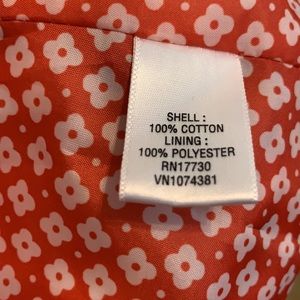 SHELL :
100% COTTON
LINING :
100% POLYESTER
RN17730
VN1074381